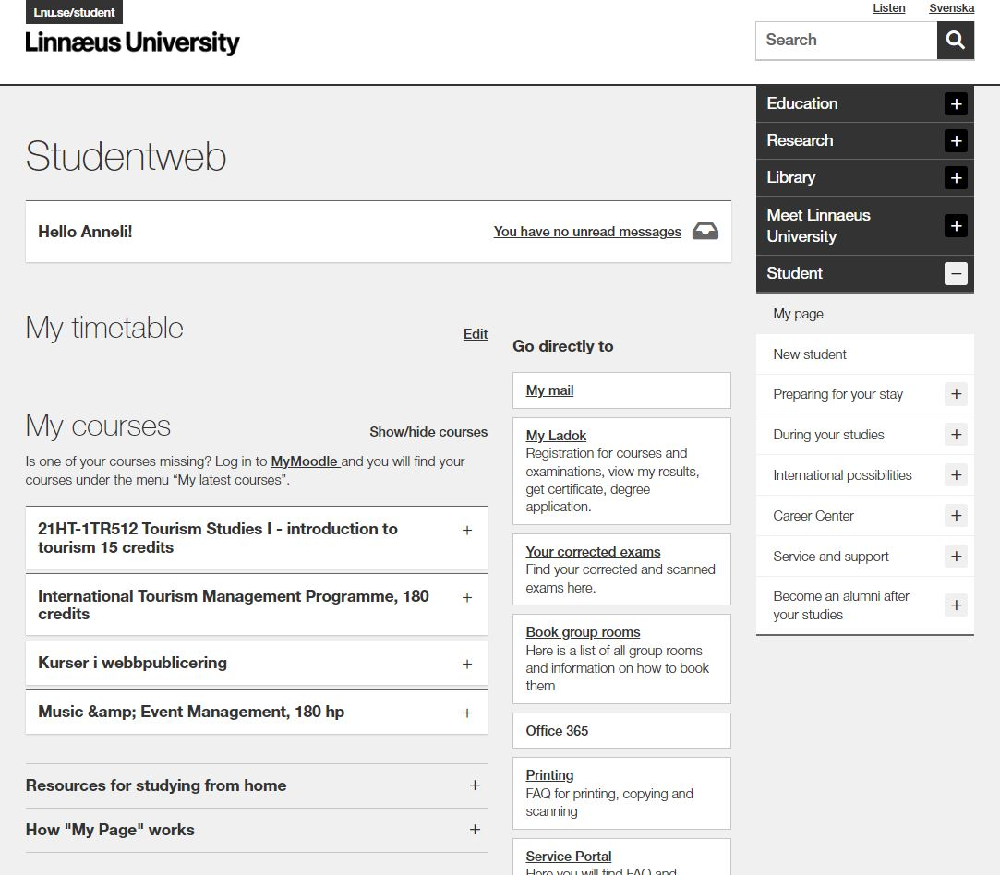 Lnu.se/student
Listen
Svenska
Linnæus University
Search
Studentweb
Hello Anneli!
You have no unread messages
My timetable
Edit
My courses
Show/hide courses
Is one of your courses missing? Log in to MyMoodle and you will find your
courses under the menu “My latest courses”.
21HT-1TR512 Tourism Studies I - introduction to
tourism 15 credits
International Tourism Management Programme, 180
credits
Kurser i webbpublicering
Music &amp; Event Management, 180 hp
Resources for studying from home
How "My Page" works
Go directly to
My mail
My Ladok
Registration for courses and
examinations, view my results,
get certificate, degree
application.
Your corrected exams
Find your corrected and scanned
exams here.
Book group rooms
Here is a list of all group rooms
and information on how to book
them
Office 365
Printing
FAQ for printing, copying and
scanning
Service Portal
Here you will find FAQ and
Education
Research
Library
Meet Linnaeus
University
Student
My page
New student
Preparing for your stay
During your studies
International possibilities
Career Center
Service and support
Become an alumni after
your studies